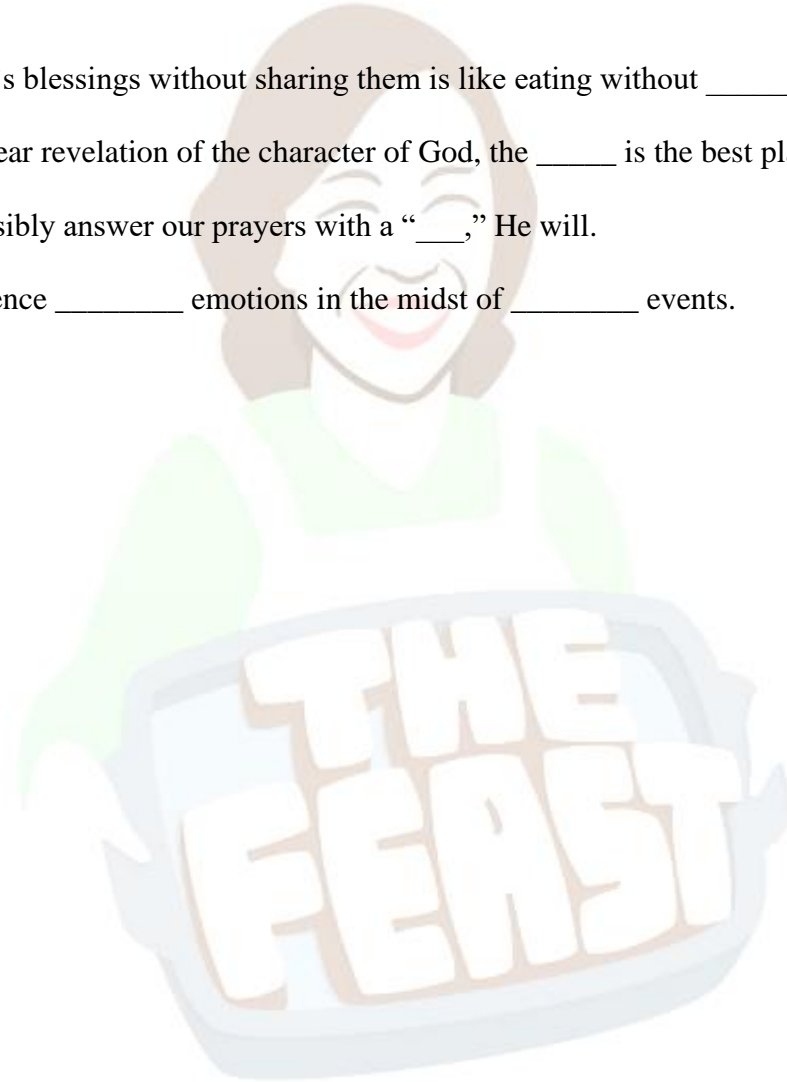 's blessings without sharing them is like eating without ______
ear revelation of the character of God, the _____ is the best pla
sibly answer our prayers with a “___,” He will.
ence ________ emotions in the midst of ________ events.
THE
FEAST